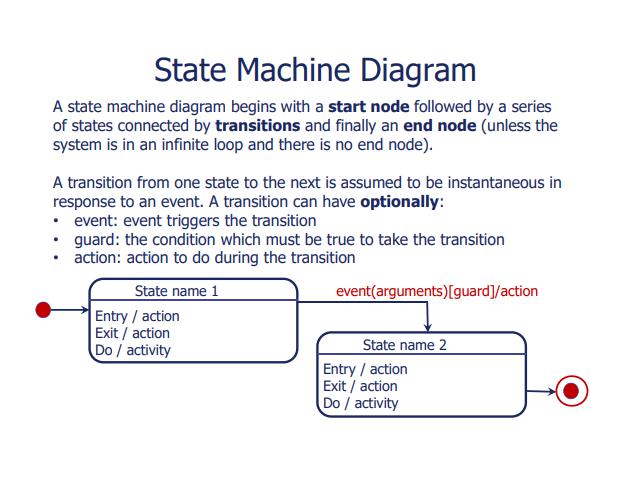 State Machine Diagram
A state machine diagram begins with a start node followed by a series
of states connected by transitions and finally an end node (unless the
system is in an infinite loop and there is no end node).
A transition from one state to the next is assumed to be instantaneous in
response to an event. A transition can have optionally:
• event: event triggers the transition
• guard: the condition which must be true to take the transition
• action: action to do during the transition
State name 1
Entry / action
Exit / action
Do / activity
event(arguments)[guard]/action
State name 2
Entry / action
Exit / action
Do / activity